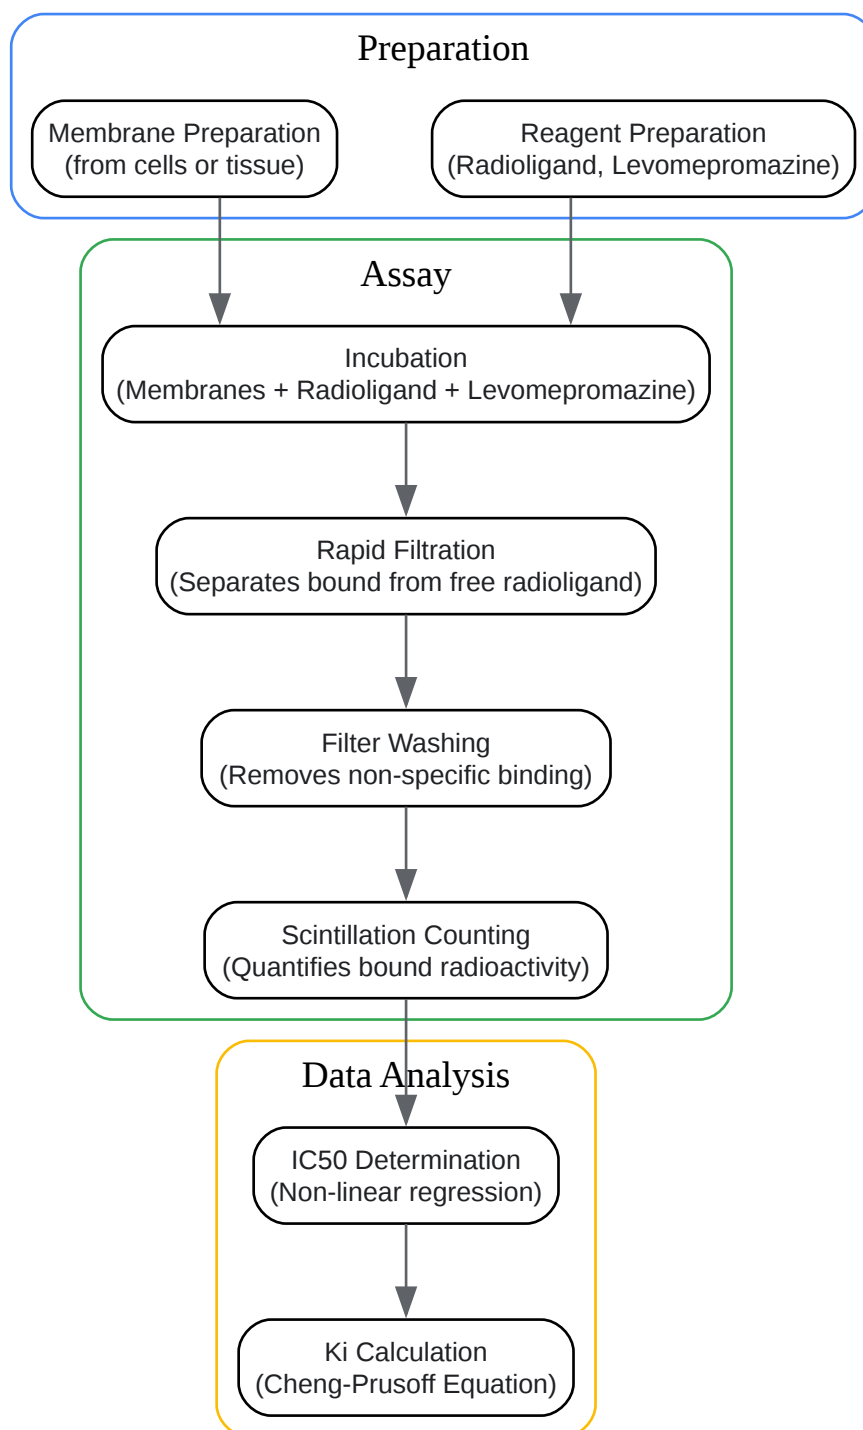 Preparation
Membrane Preparation
(from cells or tissue)
Reagent Preparation
(Radioligand, Levomepromazine)
Assay
Incubation
(Membranes + Radioligand + Levomepromazine)
Rapid Filtration
(Separates bound from free radioligand)
Filter Washing
(Removes non-specific binding)
Scintillation Counting
(Quantifies bound radioactivity)
Data Analysis
IC50 Determination
(Non-linear regression)
Ki Calculation
(Cheng-Prusoff Equation)